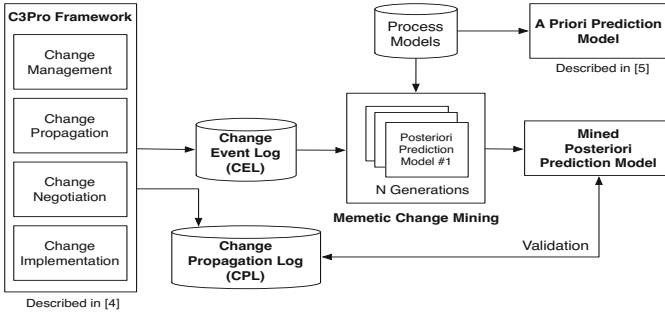 C3Pro Framework
Change
Management
Change
Propagation
Change
Negotiation
Change
Implementation
Described in [4]
Change
Event Log
(CEL)
Change
Propagation Log
(CPL)
Process
Models
Posteriori
Prediction
Model #1
N Generations
Memetic Change Mining
A Priori Prediction
Model
Described in [5]
Mined
Posteriori
Prediction Model
Validation